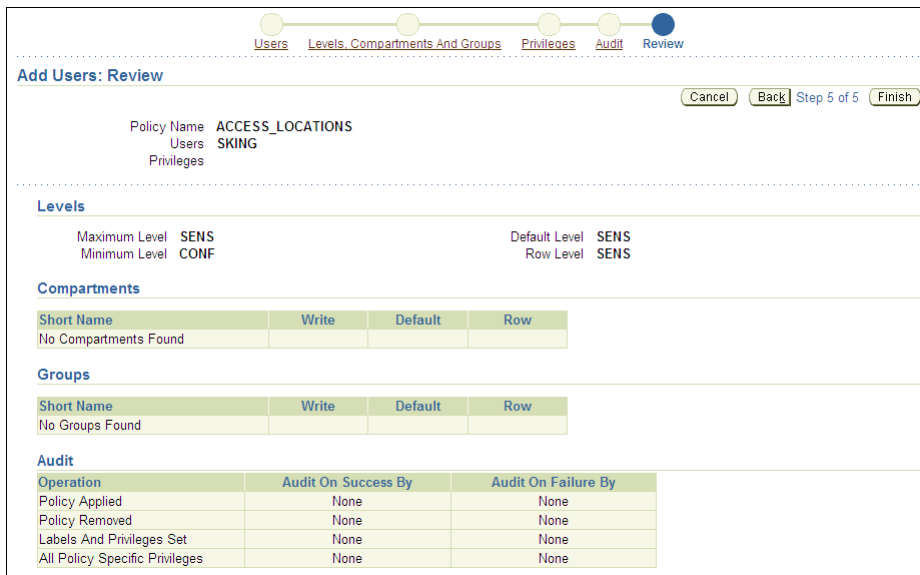 Users Levels, Compartments And Groups Privileges Audit Review
Add Users: Review
Cancel Back Step 5 of 5 Finish
Policy Name ACCESS_LOCATIONS
Users SKING
Privileges
Levels
Maximum Level SENS Default Level SENS
Minimum Level CONF Row Level SENS
Compartments
Short Name Write Default Row
No Compartments Found
Groups
Short Name Write Default Row
No Groups Found
Audit
Operation Audit On Success By Audit On Failure By
Policy Applied None None
Policy Removed None None
Labels And Privileges Set None None
All Policy Specific Privileges None None